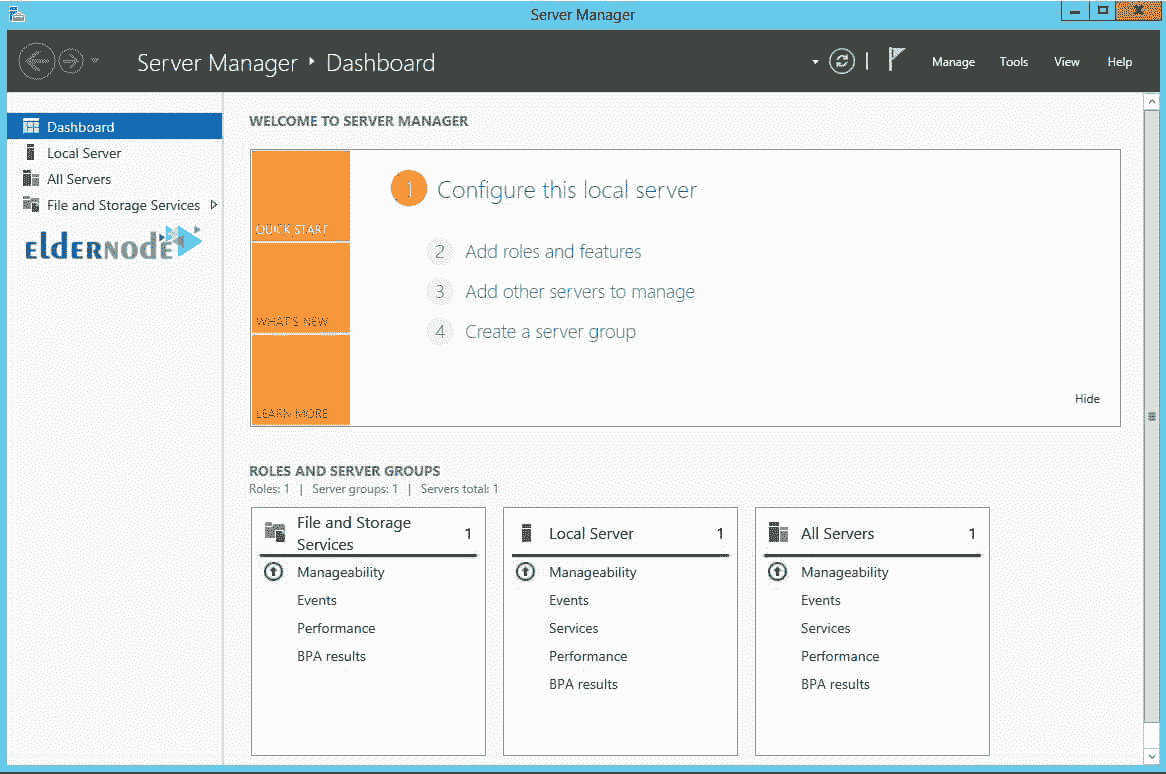 Server Manager
Server Manager ‣ Dashboard
Manage Tools View Help
Dashboard
Local Server
All Servers
File and Storage Services
ELDERNODE
WELCOME TO SERVER MANAGER
QUICK START
WHAT'S NEW
LEARN MORE
1 Configure this local server
2 Add roles and features
3 Add other servers to manage
4 Create a server group
Hide
ROLES AND SERVER GROUPS
Roles: 1 | Server groups: 1 | Servers total: 1
File and Storage
Services 1
Manageability
Events
Performance
BPA results
Local Server 1
Manageability
Events
Services
Performance
BPA results
All Servers 1
Manageability
Events
Services
Performance
BPA results